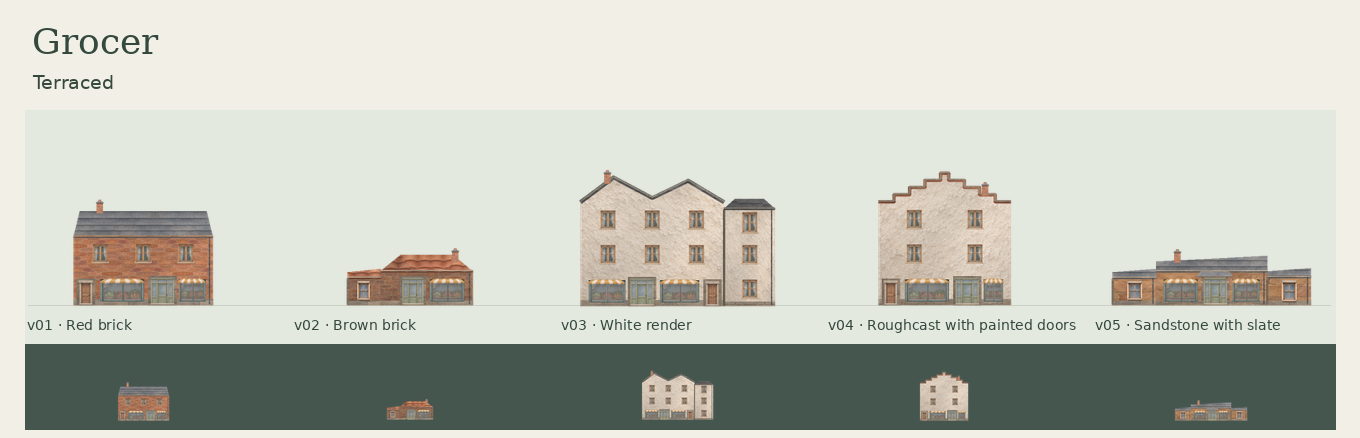 Grocer
Terraced
v01 · Red brick
v02 · Brown brick
v03 · White render
v04 · Roughcast with painted doors
v05 · Sandstone with slate